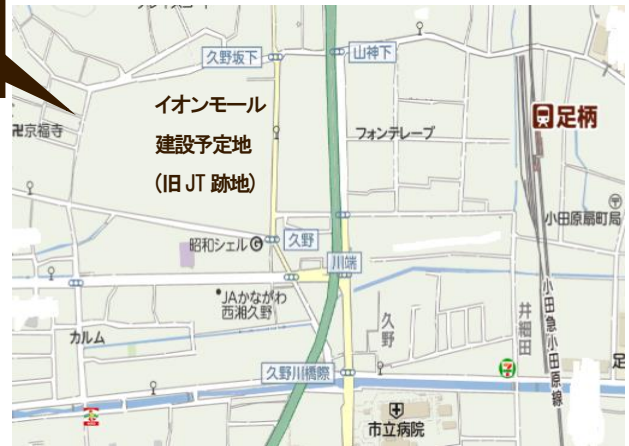 久野坂下
山神下
イオンモール
建設予定地
(旧JT 跡地)
卍京福寺
フォンテレーブ
足柄
小田原扇町局
昭和シェル
久野
川端
JAかながわ
西湘久野
カルム
久野
井細田
小田急小田原線
久野川橋際
市立病院
足